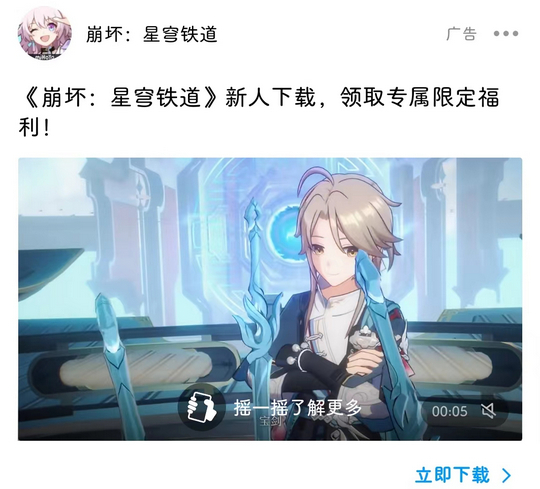 崩坏：星穹铁道
广告
《崩坏：星穹铁道》新人下载，领取专属限定福
利！
摇一摇了解更多
宝剑
00:05
立即下载